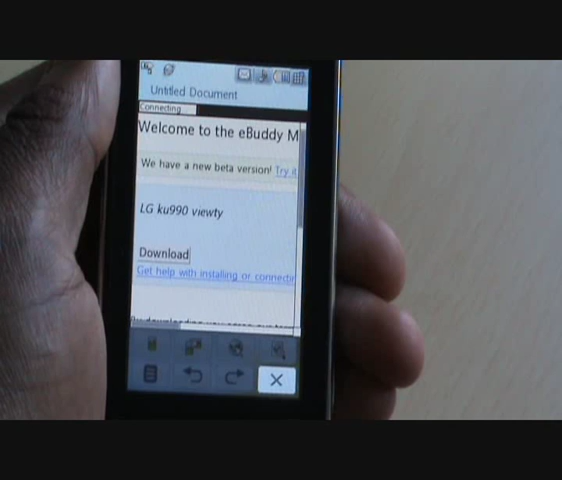 Untitled Document
Connecting
Welcome to the eBuddy M
We have a new beta version! Try it
LG ku990 viewty
Download
Get help with installing or connectin